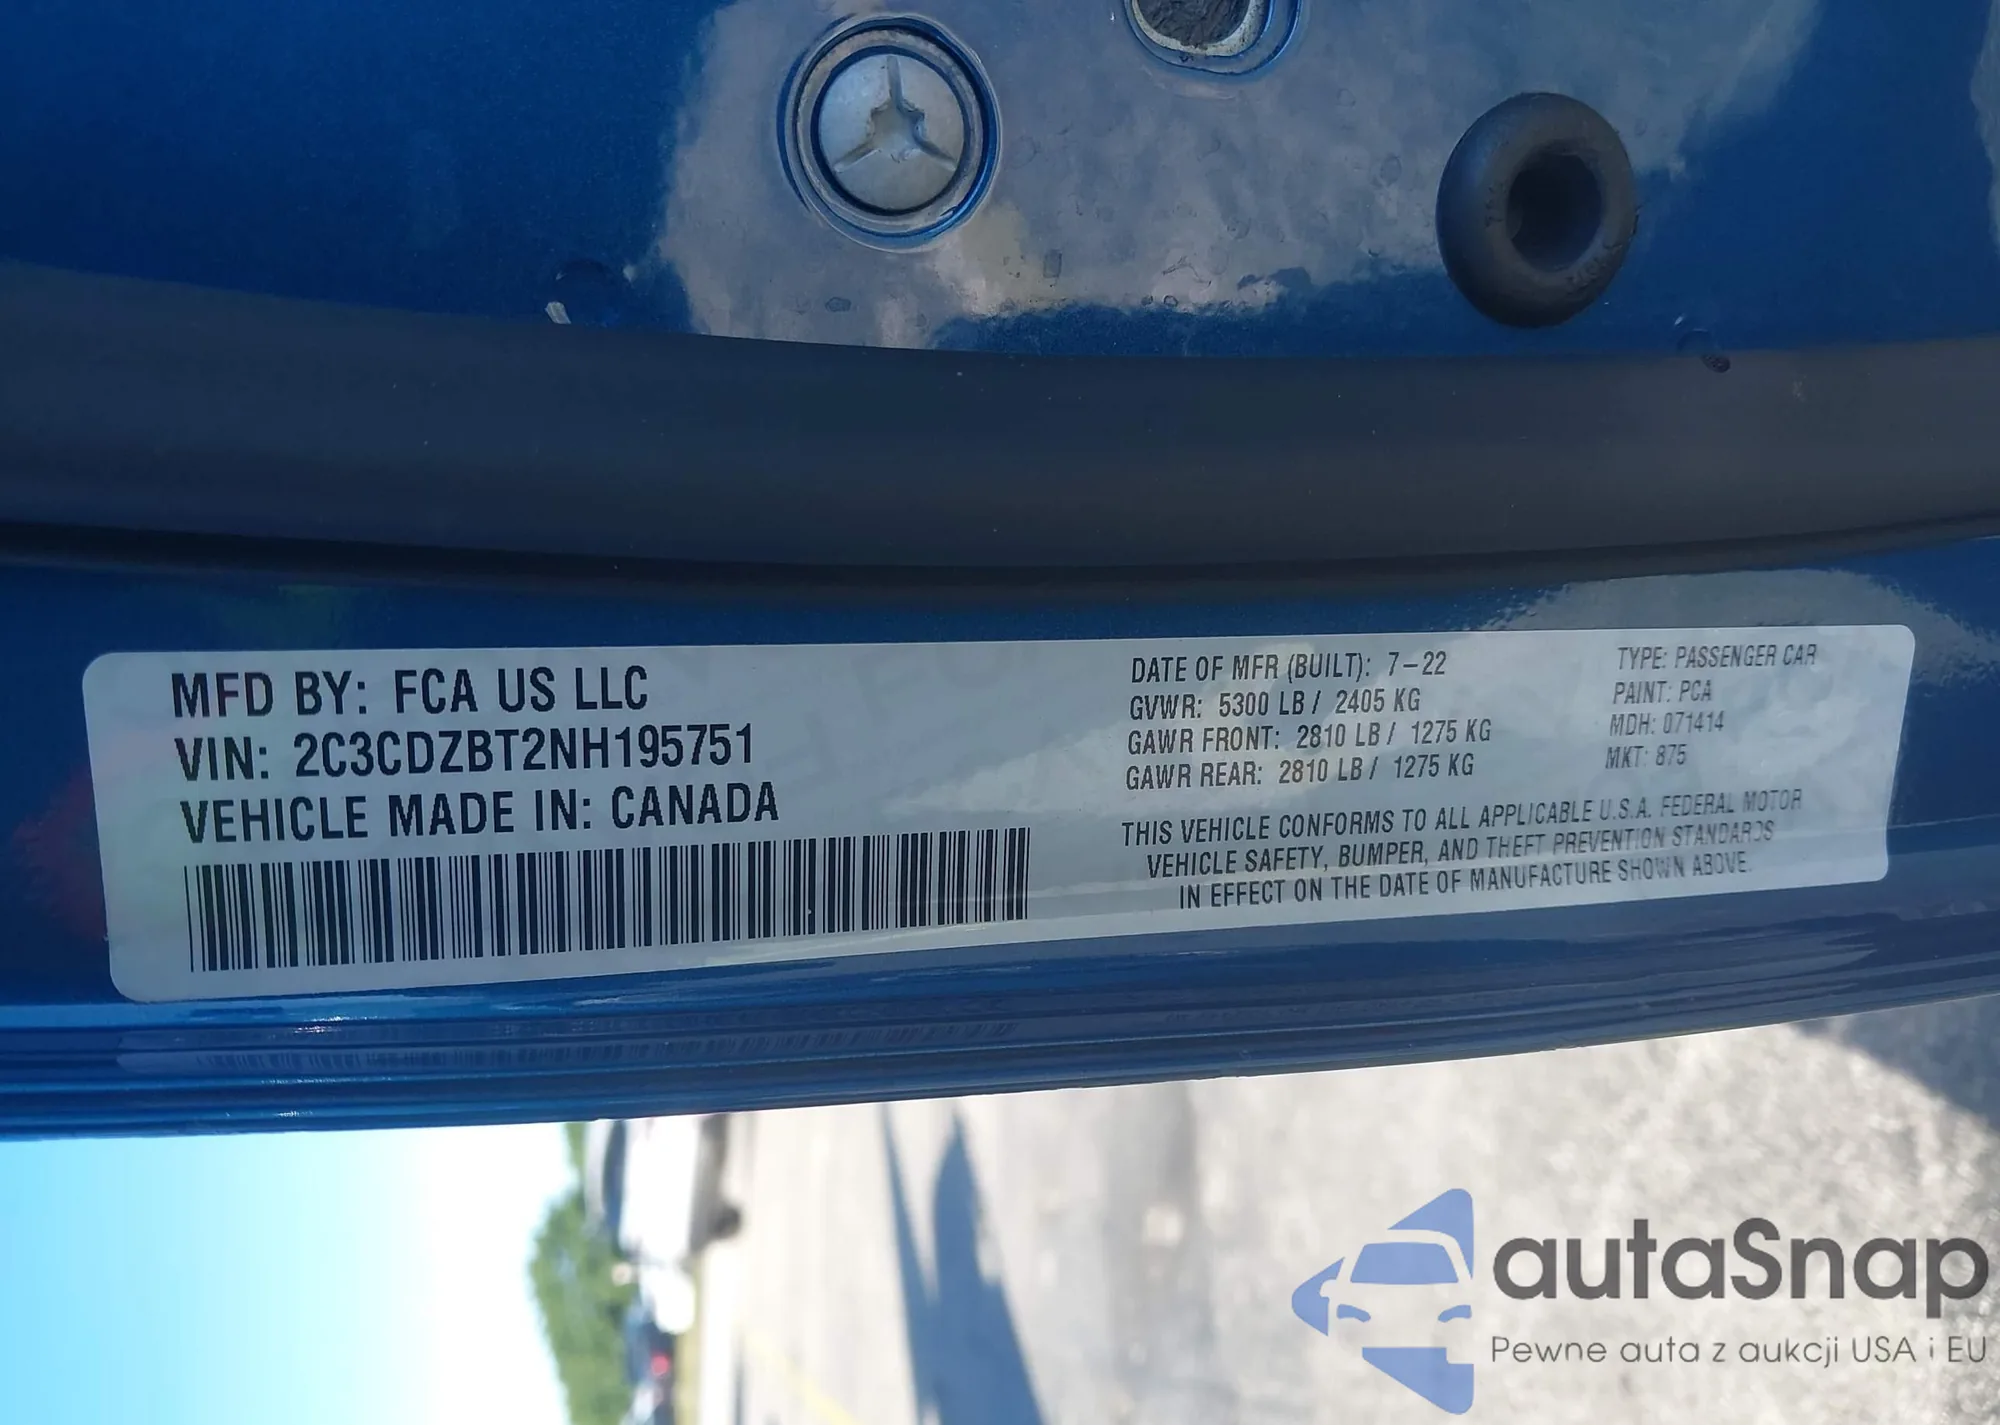 MFD BY: FCA US LLC
VIN: 2C3CDZBT2NH195751
VEHICLE MADE IN: CANADA
DATE OF MFR (BUILT): 7-22
GVWR: 5300 LB / 2405 KG
GAWR FRONT: 2810 LB / 1275 KG
GAWR REAR: 2810 LB / 1275 KG
TYPE: PASSENGER CAR
PAINT: PCA
MDH: 071414
MKT: 875
THIS VEHICLE CONFORMS TO ALL APPLICABLE U.S.A. FEDERAL MOTOR
VEHICLE SAFETY, BUMPER, AND THEFT PREVENTION STANDARDS
IN EFFECT ON THE DATE OF MANUFACTURE SHOWN ABOVE.
autaSnap
Pewne auta z aukcji USA i EU